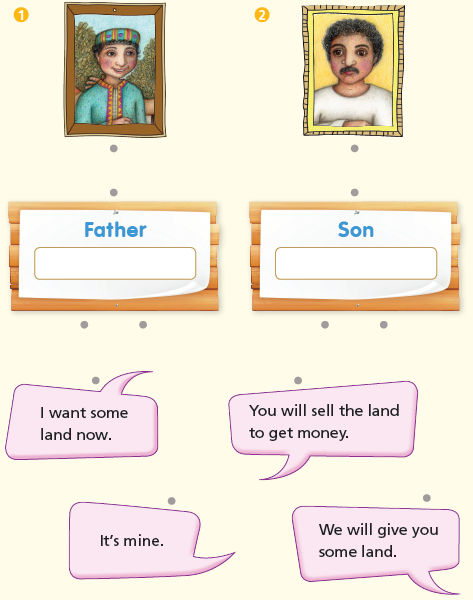 1
2
Father
Son
I want some
land now.
You will sell the land
to get money.
It's mine.
We will give you
some land.